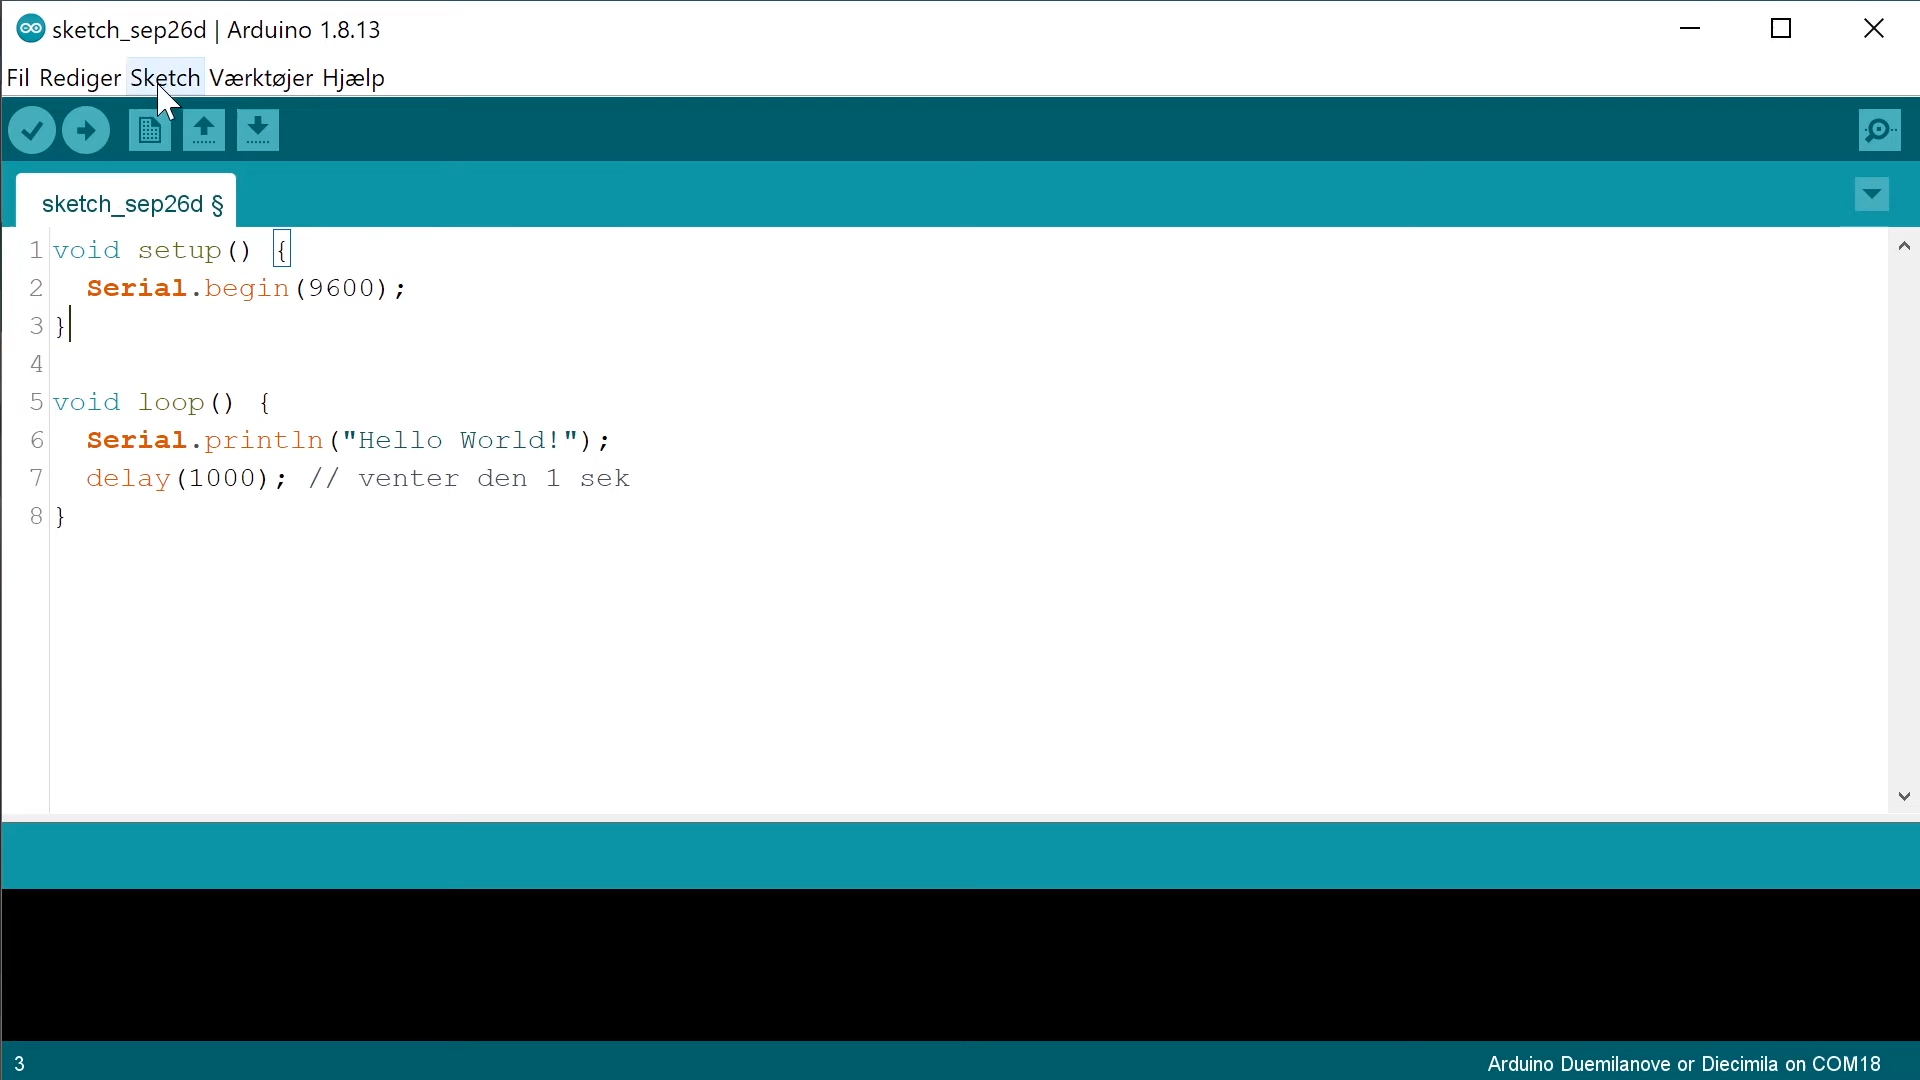 sketch_sep26d | Arduino 1.8.13
Fil Rediger Sketch Værktøjer Hjælp
sketch_sep26d §
1 void setup() {
2   Serial.begin(9600);
3 }
4
5 void loop() {
6   Serial.println("Hello World!");
7   delay(1000); // venter den 1 sek
8 }
3 Arduino Duemilanove or Diecimila on COM18